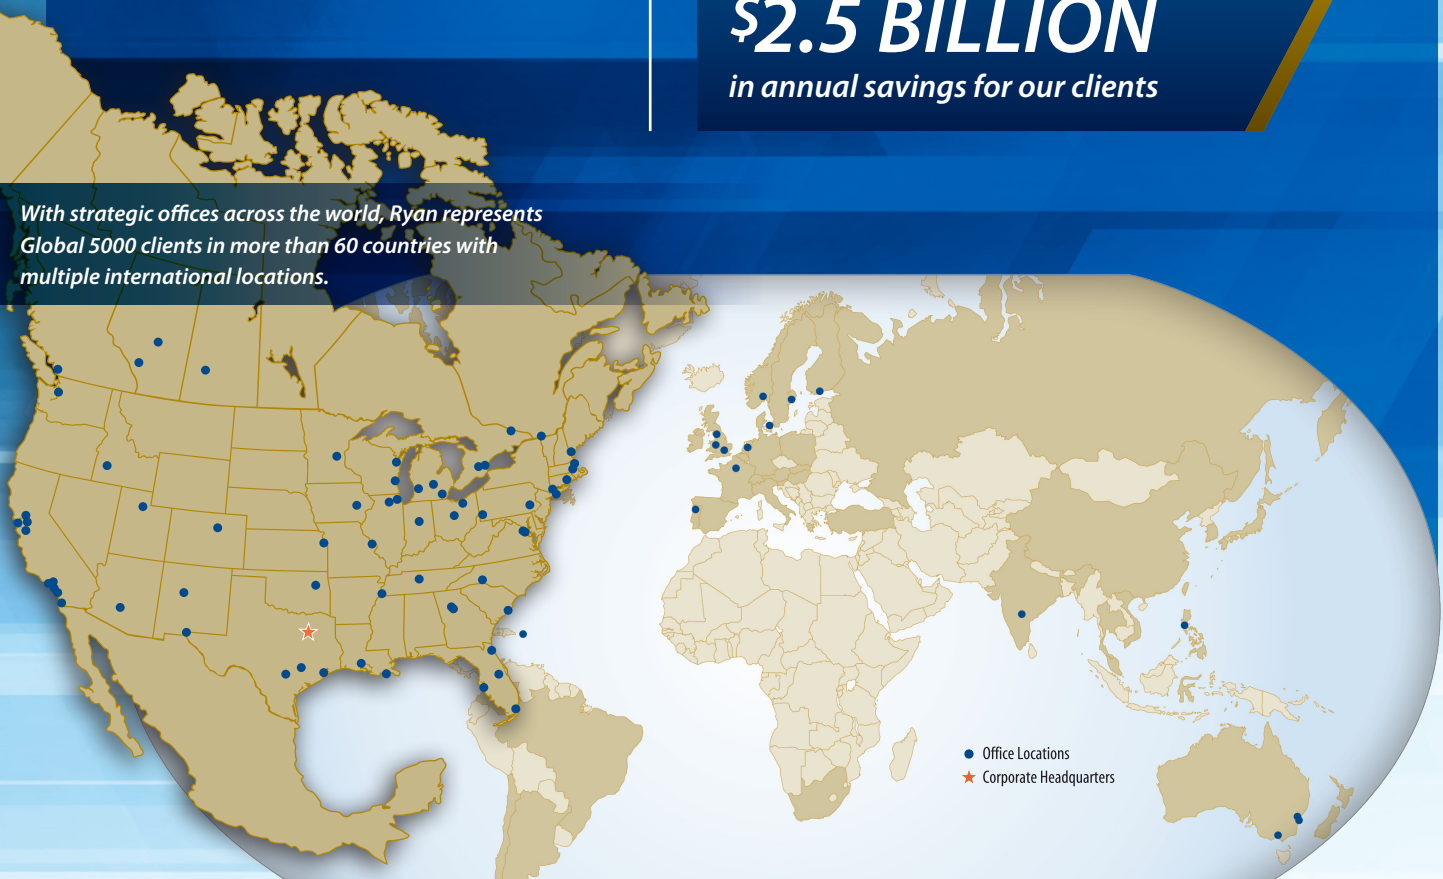 $2.5 BILLION
in annual savings for our clients
With strategic offices across the world, Ryan represents
Global 5000 clients in more than 60 countries with
multiple international locations.
Office Locations
Corporate Headquarters